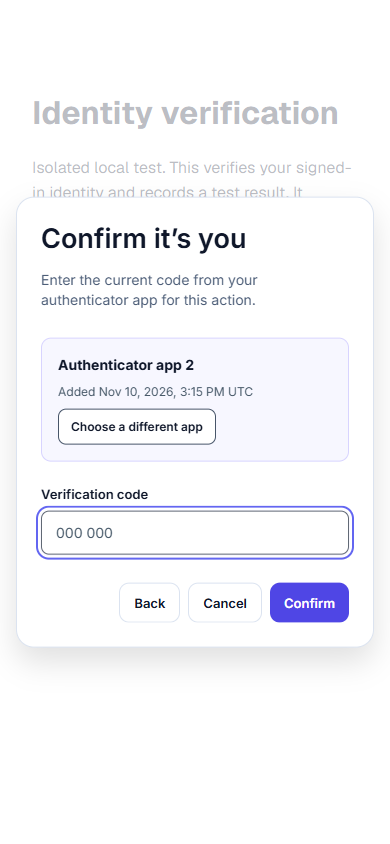 Identity verification
Isolated local test. This verifies your signed-
in identity and records a test result. It
Confirm it’s you
Enter the current code from your
authenticator app for this action.
Authenticator app 2
Added Nov 10, 2026, 3:15 PM UTC
Choose a different app
Verification code
000 000
Back
Cancel
Confirm